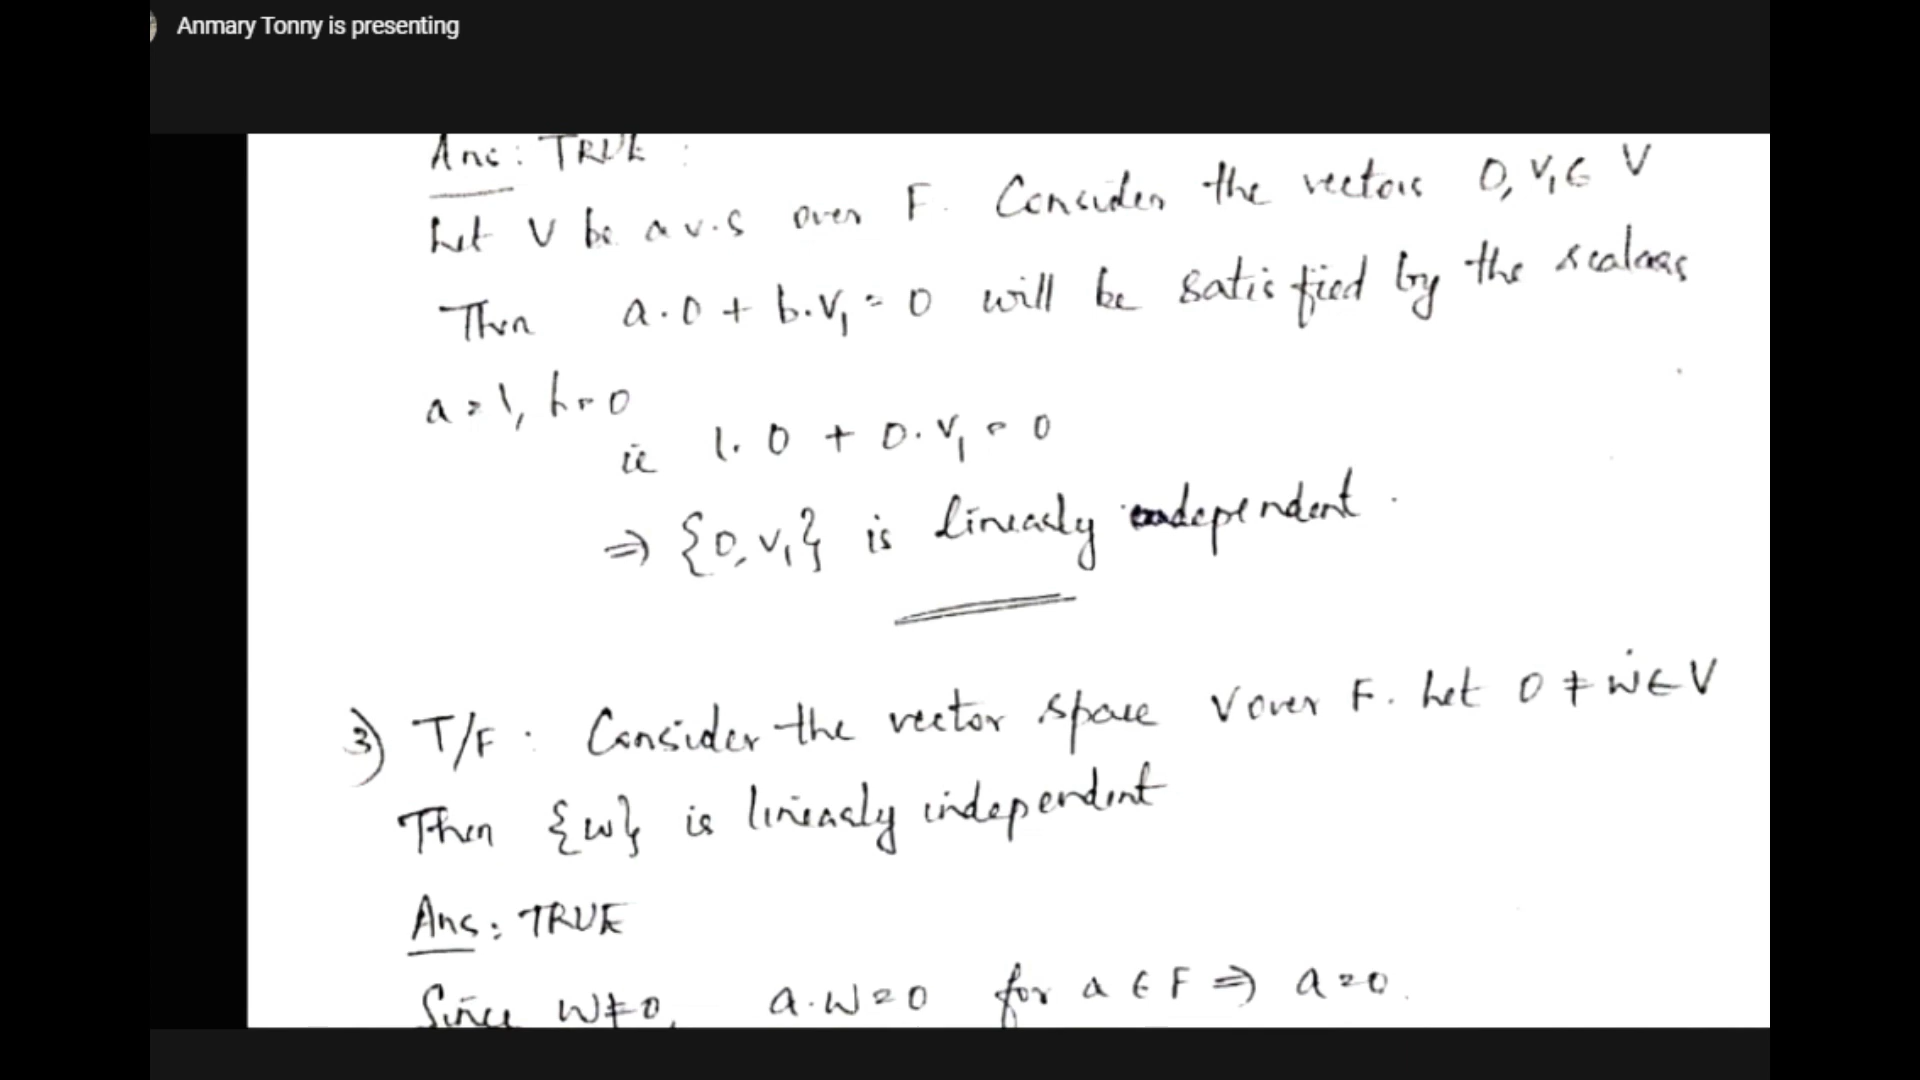 Anmary Tonny is presenting
Ans: TRUE
Let V be a v.s over F. Consider the vectors 0, v₁ ∈ V
Then a.0 + b.v₁ = 0 will be satisfied by the scalars
a=1, b=0
ie 1.0 + 0.v₁ = 0
⇒ {0, v₁} is linearly dependent.
3) T/F : Consider the vector space V over F. Let 0 ≠ w ∈ V
Then {w} is linearly independent
Ans: TRUE
Since w≠0, a.w=0 for a ∈ F ⇒ a=0.